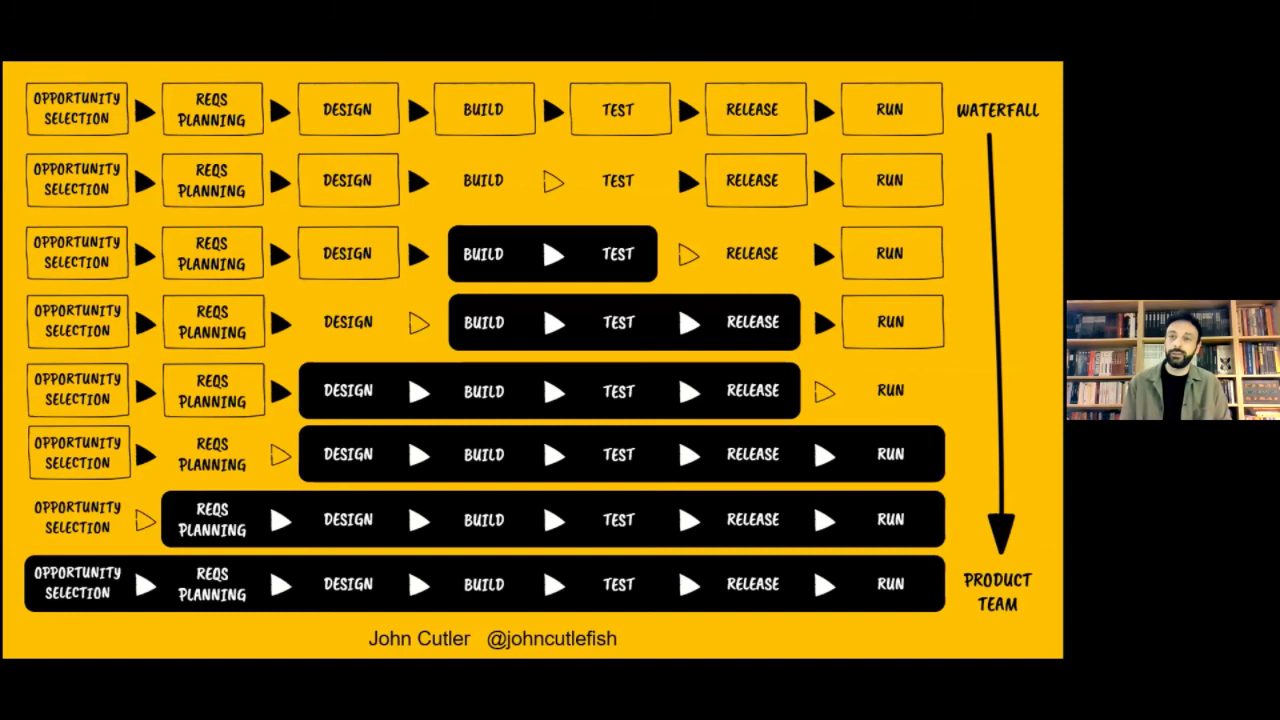 OPPORTUNITY SELECTION REQS PLANNING DESIGN BUILD TEST RELEASE RUN WATERFALL
OPPORTUNITY SELECTION REQS PLANNING DESIGN BUILD TEST RELEASE RUN
OPPORTUNITY SELECTION REQS PLANNING DESIGN BUILD TEST RELEASE RUN
OPPORTUNITY SELECTION REQS PLANNING DESIGN BUILD TEST RELEASE RUN
OPPORTUNITY SELECTION REQS PLANNING DESIGN BUILD TEST RELEASE RUN
OPPORTUNITY SELECTION REQS PLANNING DESIGN BUILD TEST RELEASE RUN
OPPORTUNITY SELECTION REQS PLANNING DESIGN BUILD TEST RELEASE RUN
OPPORTUNITY SELECTION REQS PLANNING DESIGN BUILD TEST RELEASE RUN PRODUCT TEAM
John Cutler @johncutlefish